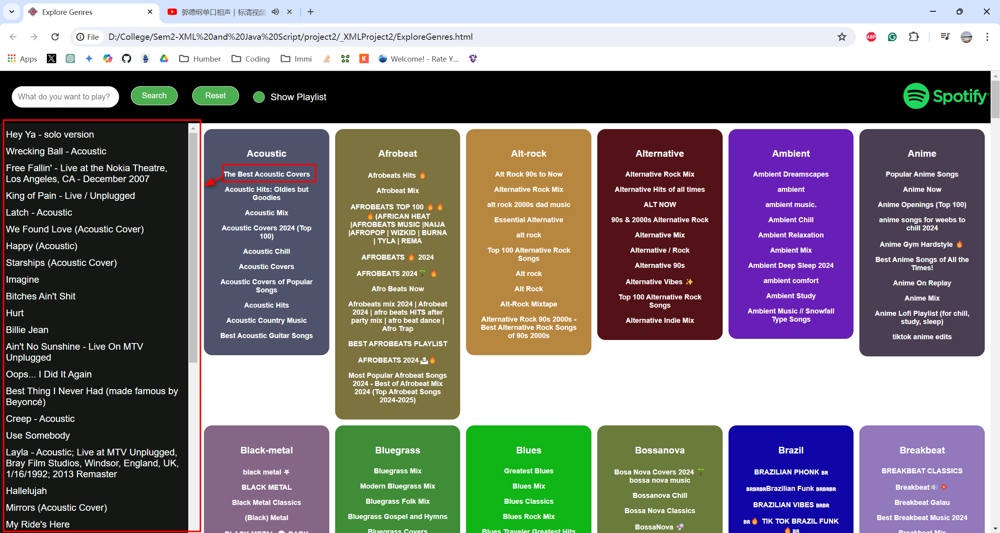 Explore Genres
郭德纲单口相声 | 标清视频
File
D:/College/Sem2-XML%20and%20Java%20Script/project2/_XMLProject2/ExploreGenres.html
ABP
Apps
Humber
Coding
Immi
K
Welcome! - Rate Y...
What do you want to play?
Search
Reset
Show Playlist
Spotify®
Hey Ya - solo version
Wrecking Ball - Acoustic
Free Fallin' - Live at the Nokia Theatre,
Los Angeles, CA - December 2007
King of Pain - Live / Unplugged
Latch - Acoustic
We Found Love (Acoustic Cover)
Happy (Acoustic)
Starships (Acoustic Cover)
Imagine
Bitches Ain't Shit
Hurt
Billie Jean
Ain't No Sunshine - Live On MTV
Unplugged
Oops... I Did It Again
Best Thing I Never Had (made famous by
Beyoncé)
Creep - Acoustic
Use Somebody
Layla - Acoustic; Live at MTV Unplugged,
Bray Film Studios, Windsor, England, UK,
1/16/1992; 2013 Remaster
Hallelujah
Mirrors (Acoustic Cover)
My Ride's Here
Acoustic
The Best Acoustic Covers
Acoustic Hits: Oldies but
Goodies
Acoustic Mix
Acoustic Covers 2024 (Top
100)
Acoustic Chill
Acoustic Covers
Acoustic Covers of Popular
Songs
Acoustic Hits
Acoustic Country Music
Best Acoustic Guitar Songs
Afrobeat
Afrobeats Hits 🔥
Afrobeat Mix
AFROBEATS TOP 100 🔥 🔥
🔥 (AFRICAN HEAT
|AFROBEATS MUSIC |NAIJA
|AFROPOP | WIZKID | BURNA
| TYLA | REMA
AFROBEATS 🔥 2024
AFROBEATS 2024🌴 🔥
Afro Beats Now
Afrobeats mix 2024 | Afrobeat
2024 | afro beats HITS after
party mix | afro beat dance |
Afro Trap
BEST AFROBEATS PLAYLIST
AFROBEATS 2024 🏝🔥
Most Popular Afrobeat Songs
2024 - Best of Afrobeat Mix
2024 (Top Afrobeat Songs
2024-2025)
Alt-rock
Alt Rock 90s to Now
Alternative Rock Mix
alt rock 2000s dad music
Essential Alternative
alt rock
Top 100 Alternative Rock
Songs
Alt rock
Alt Rock
Alt-Rock Mixtape
Alternative Rock 90s 2000s -
Best Alternative Rock Songs
of 90s 2000s
Alternative
Alternative Rock Mix
Alternative Hits of all times
ALT NOW
90s & 2000s Alternative Rock
Alternative Mix
Alternative / Rock
Alternative 90s
Alternative Vibes ✨
Top 100 Alternative Rock
Songs
Alternative Indie Mix
Ambient
Ambient Dreamscapes
ambient
ambient music.
Ambient Chill
Ambient Relaxation
Ambient Mix
Ambient Deep Sleep 2024
ambient comfort
Ambient Study
Ambient Music // Snowfall
Type Songs
Anime
Popular Anime Songs
Anime Now
Anime Openings (Top 100)
anime songs for weebs to
chill 2024
Anime Gym Hardstyle 🔥
Best Anime Songs of All the
Times!
Anime On Replay
Anime Mix
Anime Lofi Playlist (for chill,
study, sleep)
tiktok anime edits
Black-metal
black metal ⛧
BLACK METAL
Black Metal Classics
(Black) Metal
BLACK METAL 🌑 DARK
Bluegrass
Bluegrass Mix
Modern Bluegrass Mix
Bluegrass Folk Mix
Bluegrass Gospel and Hymns
Bluegrass Covers
Blues
Greatest Blues
Blues Mix
Blues Classics
Blues Rock Mix
Blues Traveler Greatest Hits
Bossanova
Bosa Nova Covers 2024 🌴
bossa nova music
Bossanova Chill
Bossa Nova Classics
BossaNova 🫧
Brazil
BRAZILIAN PHONK 🇧🇷
🇧🇷🇧🇷🇧🇷Brazilian Funk 🇧🇷🇧🇷🇧🇷
BRAZILIAN VIBES 🇧🇷🇧🇷
🇧🇷🔥 TIK TOK BRAZIL FUNK
🔥 🇧🇷
Breakbeat
BREAKBEAT CLASSICS
Breakbeat🔊 💥
Breakbeat Galau
Best Breakbeat Music 2024
Breakbeat Mix